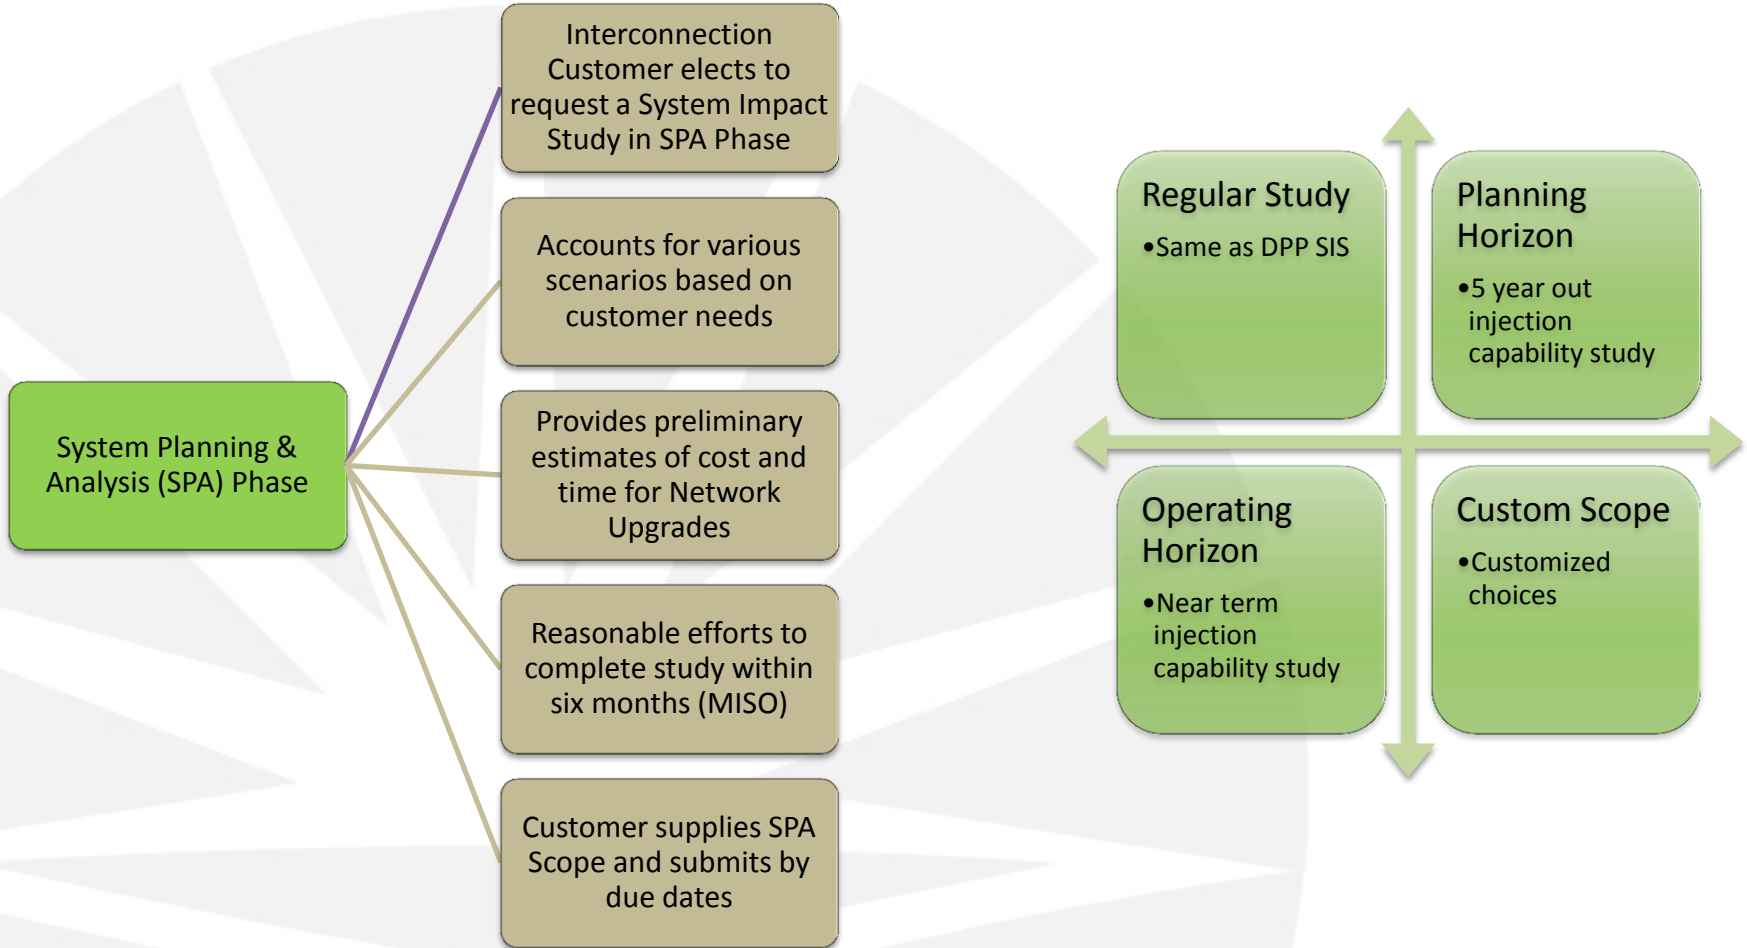 System Planning &
Analysis (SPA) Phase
Interconnection
Customer elects to
request a System Impact
Study in SPA Phase
Accounts for various
scenarios based on
customer needs
Provides preliminary
estimates of cost and
time for Network
Upgrades
Reasonable efforts to
complete study within
six months (MISO)
Customer supplies SPA
Scope and submits by
due dates
Regular Study
•Same as DPP SIS
Planning
Horizon
•5 year out
injection
capability study
Operating
Horizon
•Near term
injection
capability study
Custom Scope
•Customized
choices